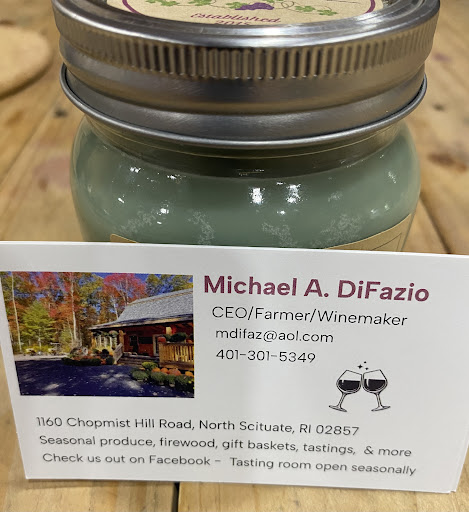 Established
Michael A. DiFazio
CEO/Farmer/Winemaker
mdifaz@aol.com
401-301-5349
1160 Chopmist Hill Road, North Scituate, RI 02857
Seasonal produce, firewood, gift baskets, tastings, & more
Check us out on Facebook - Tasting room open seasonally